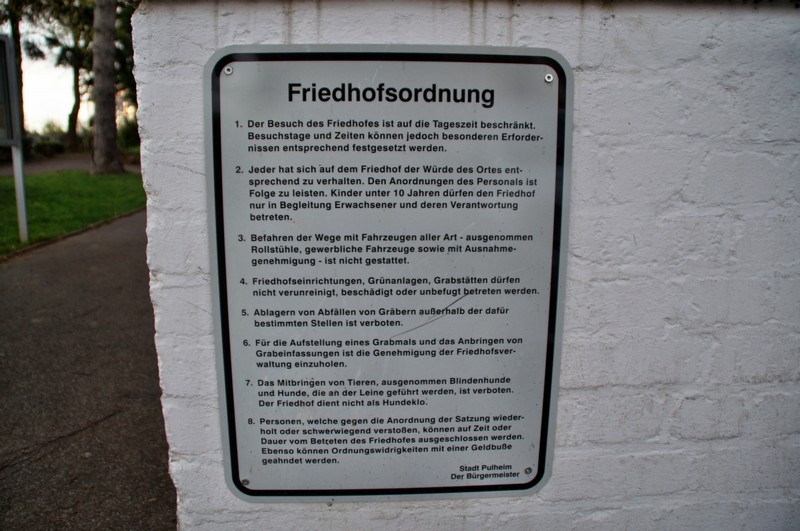 Friedhofsordnung
1. Der Besuch des Friedhofes ist auf die Tageszeit beschränkt.
Besuchstage und Zeiten können jedoch besonderen Erforder-
nissen entsprechend festgesetzt werden.
2. Jeder hat sich auf dem Friedhof der Würde des Ortes ent-
sprechend zu verhalten. Den Anordnungen des Personals ist
Folge zu leisten. Kinder unter 10 Jahren dürfen den Friedhof
nur in Begleitung Erwachsener und deren Verantwortung
betreten.
3. Befahren der Wege mit Fahrzeugen aller Art - ausgenommen
Rollstühle, gewerbliche Fahrzeuge sowie mit Ausnahme-
genehmigung - ist nicht gestattet.
4. Friedhofseinrichtungen, Grünanlagen, Grabstätten dürfen
nicht verunreinigt, beschädigt oder unbefugt betreten werden.
5. Ablagern von Abfällen von Gräbern außerhalb der dafür
bestimmten Stellen ist verboten.
6. Für die Aufstellung eines Grabmals und das Anbringen von
Grabeinfassungen ist die Genehmigung der Friedhofsver-
waltung einzuholen.
7. Das Mitbringen von Tieren, ausgenommen Blindenhunde
und Hunde, die an der Leine geführt werden, ist verboten.
Der Friedhof dient nicht als Hundeklo.
8. Personen, welche gegen die Anordnung der Satzung wieder-
holt oder schwerwiegend verstoßen, können auf Zeit oder
Dauer vom Betreten des Friedhofes ausgeschlossen werden.
Ebenso können Ordnungswidrigkeiten mit einer Geldbuße
geahndet werden.
Stadt Pulheim
Der Bürgermeister